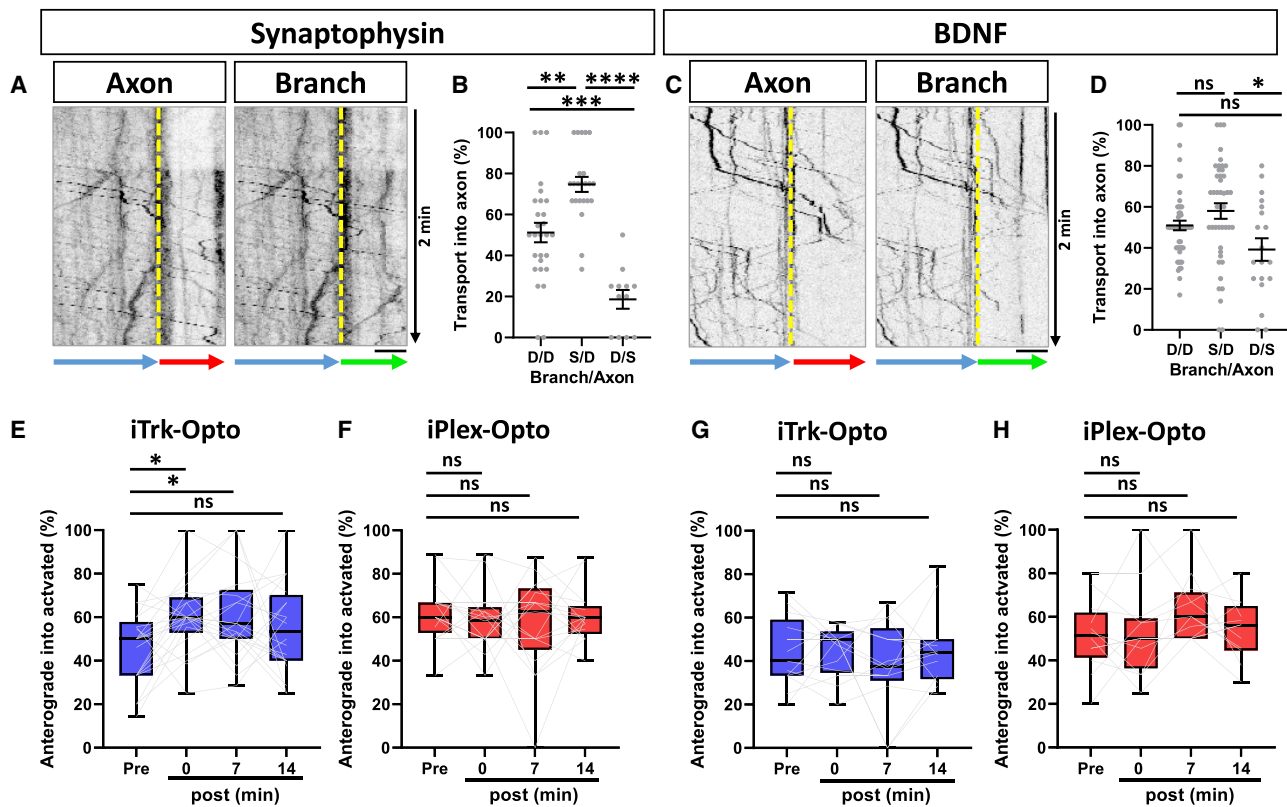 Synaptophysin
BDNF
A
Axon
Branch
2 min
B
** ****
***
Transport into axon (%)
100
80
60
40
20
0
D/D S/D D/S
Branch/Axon
C
Axon
Branch
2 min
D
ns *
ns
Transport into axon (%)
100
80
60
40
20
0
D/D S/D D/S
Branch/Axon
E
iTrk-Opto
*
*
ns
Anterograde into actvated (%)
100
80
60
40
20
0
Pre 0 7 14
post (min)
F
iPlex-Opto
ns
ns
ns
Anterograde into actvated (%)
100
80
60
40
20
0
Pre 0 7 14
post (min)
G
iTrk-Opto
ns
ns
ns
Anterograde into actvated (%)
100
80
60
40
20
0
Pre 0 7 14
post (min)
H
iPlex-Opto
ns
ns
ns
Anterograde into actvated (%)
100
80
60
40
20
0
Pre 0 7 14
post (min)